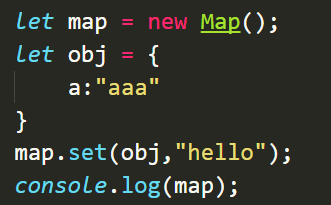 let map = new Map();
let obj = {
    a:"aaa"
}
map.set(obj,"hello");
console.log(map);